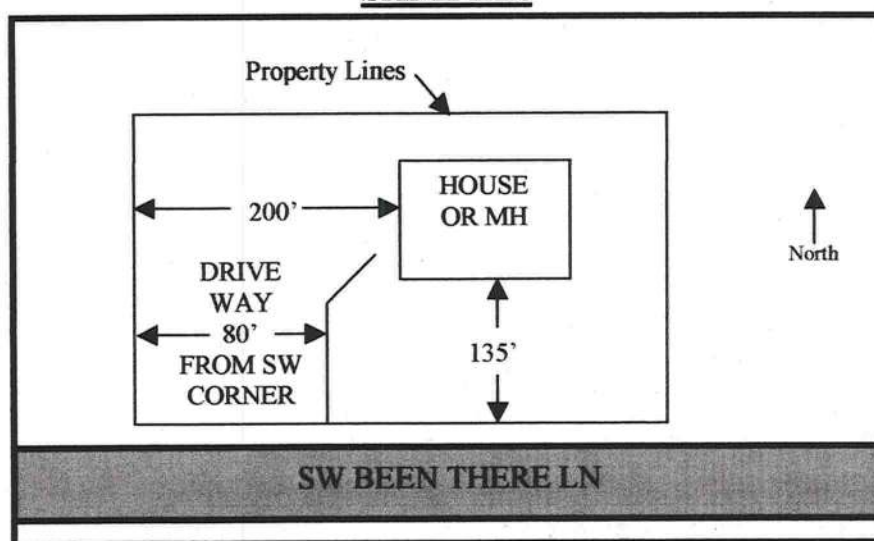 Property Lines
HOUSE
OR MH
200'
North
DRIVE
WAY
80'
FROM SW
CORNER
135'
SW BEEN THERE LN